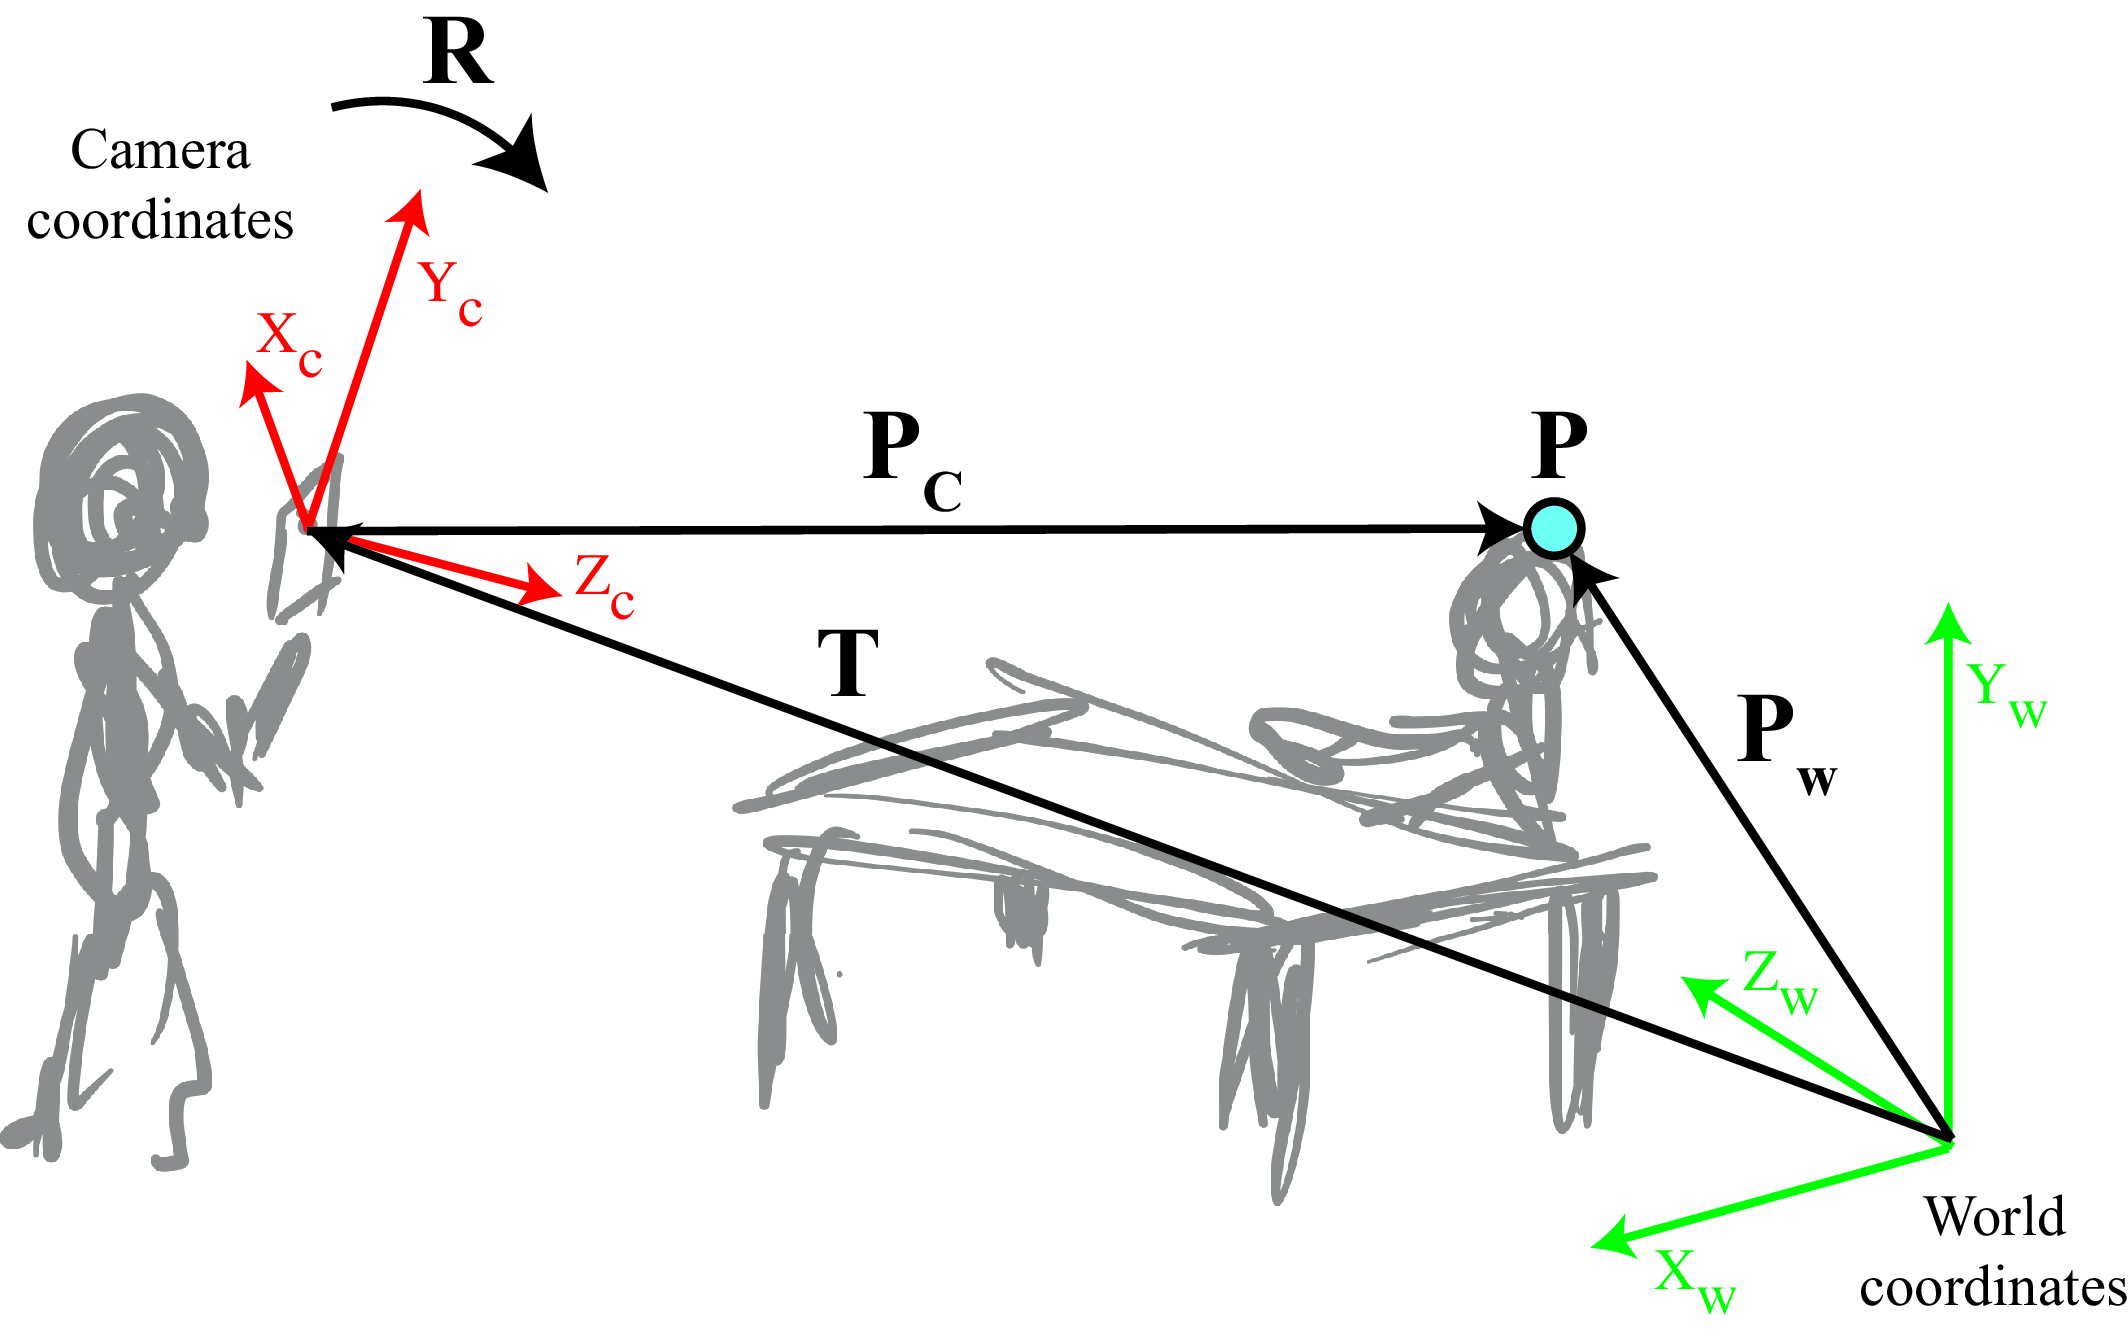 R
Camera
coordinates
Yc
Xc
PC
P
Zc
T
Yw
Pw
Zw
World
Xw
coordinates